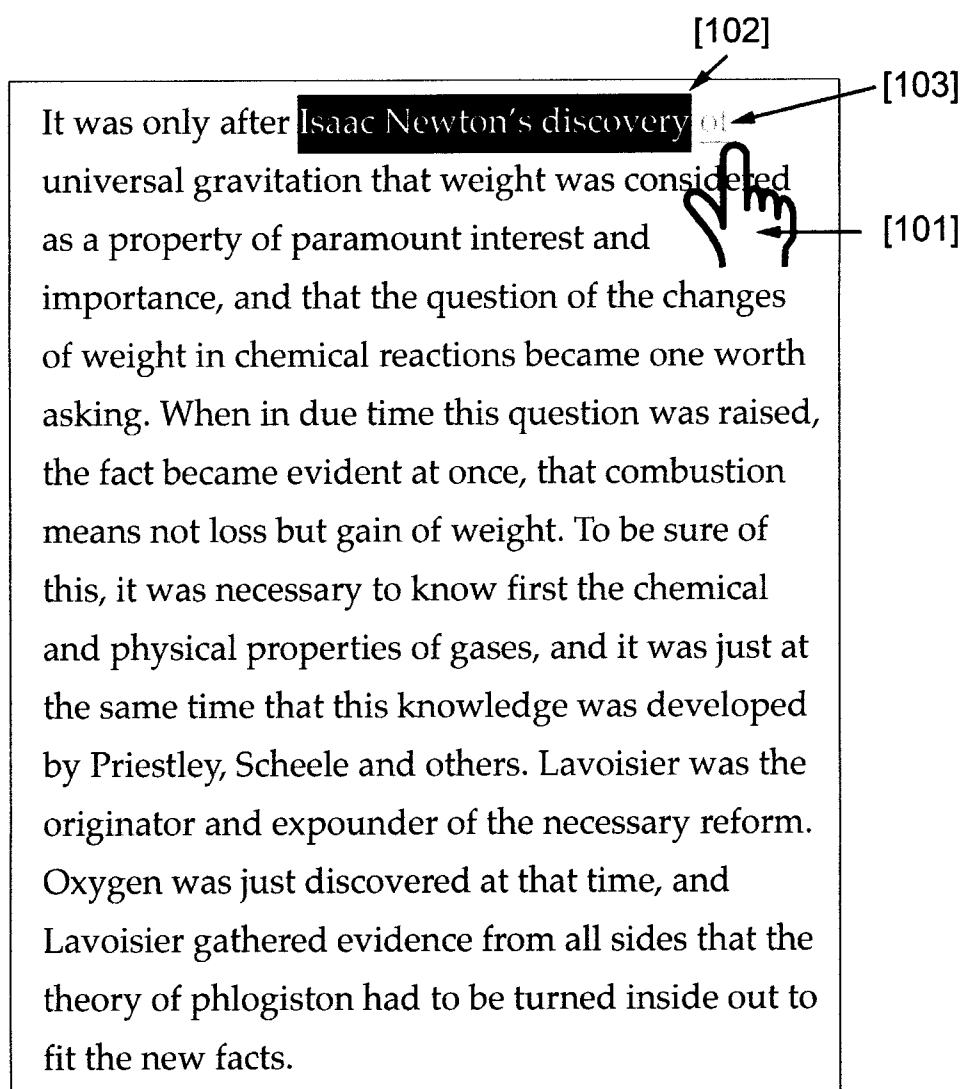 [102]
[103]
It was only after Isaac Newton's discovery of
universal gravitation that weight was considered
[101]
as a property of paramount interest and
importance, and that the question of the changes
of weight in chemical reactions became one worth
asking. When in due time this question was raised,
the fact became evident at once, that combustion
means not loss but gain of weight. To be sure of
this, it was necessary to know first the chemical
and physical properties of gases, and it was just at
the same time that this knowledge was developed
by Priestley, Scheele and others. Lavoisier was the
originator and expounder of the necessary reform.
Oxygen was just discovered at that time, and
Lavoisier gathered evidence from all sides that the
theory of phlogiston had to be turned inside out to
fit the new facts.